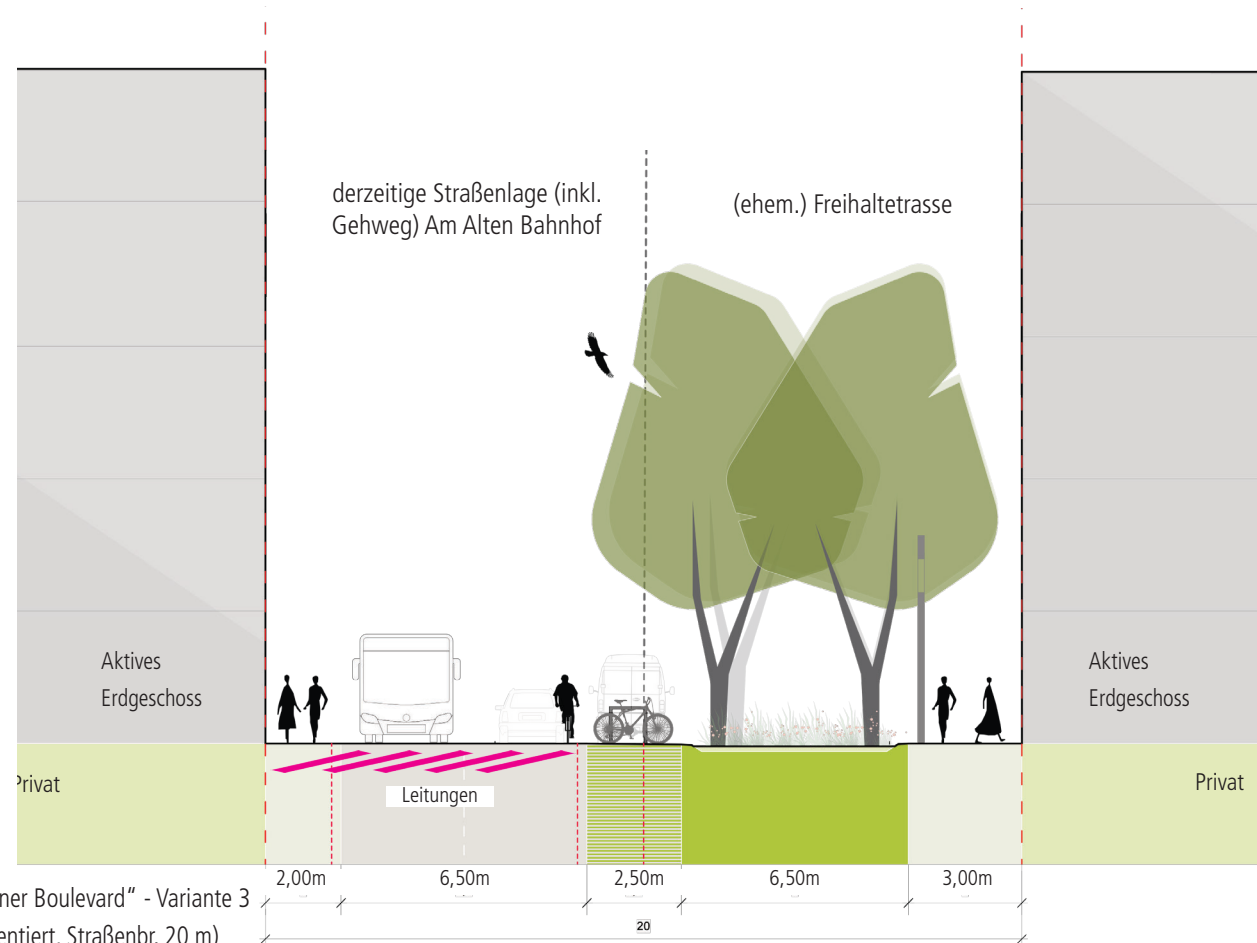 derzeitige Straßenlage (inkl.
Gehweg) Am Alten Bahnhof
(ehem.) Freihaltetrasse
Aktives
Erdgeschoss
Aktives
Erdgeschoss
Privat
Leitungen
Privat
2,00m 6,50m 2,50m 6,50m 3,00m
ner Boulevard“ - Variante 3
20
entiert, Straßenbr. 20 m)